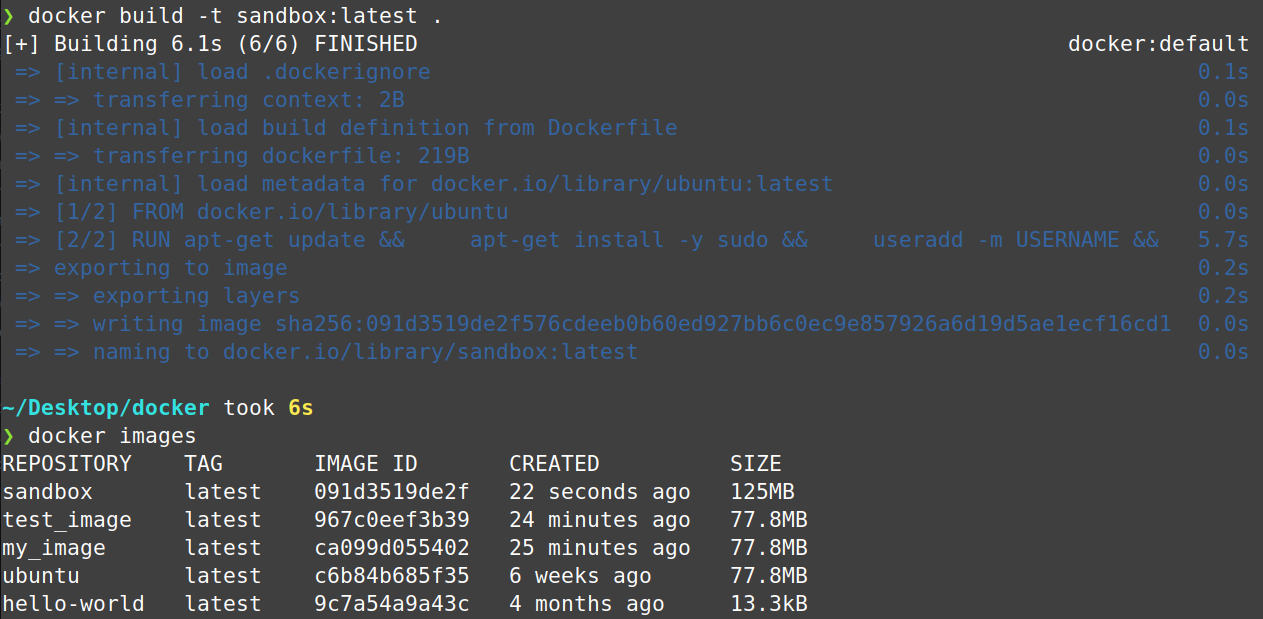 ❯ docker build -t sandbox:latest .
[+] Building 6.1s (6/6) FINISHED docker:default
=> [internal] load .dockerignore 0.1s
=> => transferring context: 2B 0.0s
=> [internal] load build definition from Dockerfile 0.1s
=> => transferring dockerfile: 219B 0.0s
=> [internal] load metadata for docker.io/library/ubuntu:latest 0.0s
=> [1/2] FROM docker.io/library/ubuntu 0.0s
=> [2/2] RUN apt-get update && apt-get install -y sudo && useradd -m USERNAME && 5.7s
=> exporting to image 0.2s
=> => exporting layers 0.2s
=> => writing image sha256:091d3519de2f576cdeeb0b60ed927bb6c0ec9e857926a6d19d5ae1ecf16cd1 0.0s
=> => naming to docker.io/library/sandbox:latest 0.0s
~/Desktop/docker took 6s
❯ docker images
REPOSITORY TAG IMAGE ID CREATED SIZE
sandbox latest 091d3519de2f 22 seconds ago 125MB
test_image latest 967c0eef3b39 24 minutes ago 77.8MB
my_image latest ca099d055402 25 minutes ago 77.8MB
ubuntu latest c6b84b685f35 6 weeks ago 77.8MB
hello-world latest 9c7a54a9a43c 4 months ago 13.3kB